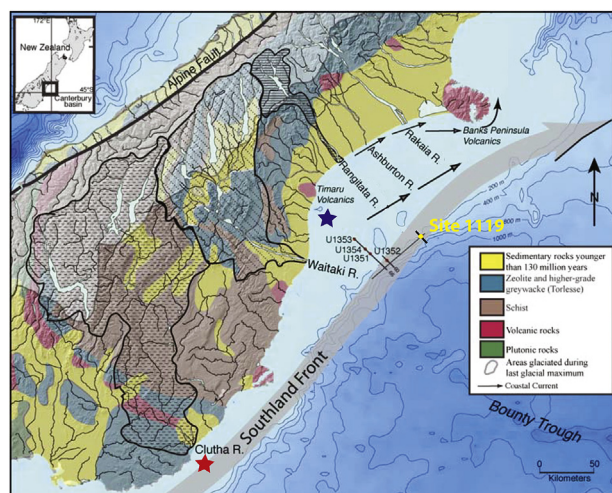 172°E
New Zealand
45°S
Canterbury
basin
Alpine Fault
Rakaia R.
Ashburton R.
Rangitata R.
Banks Peninsula
Volcanics
Timaru
Volcanics
N
200 m
400 m
800 m
1000 m
Site 1119
U1353
U1354
U1352
U1351
Waitaki R.
Southland Front
Clutha R.
Bounty Trough
Sedimentary rocks younger
than 130 million years
Zeolite and higher-grade
greywacke (Torlesse)
Schist
Volcanic rocks
Plutonic rocks
Areas glaciated during
last glacial maximum
Coastal Current
0
50
Kilometers